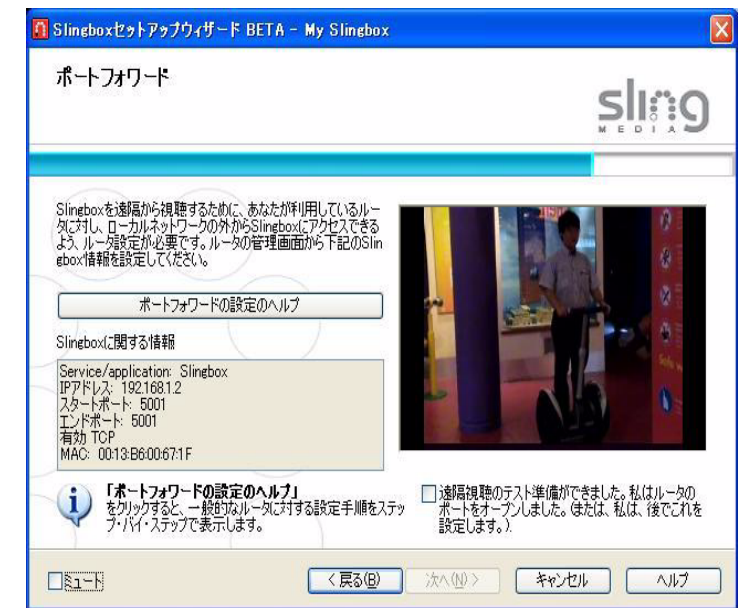 Slingboxセットアップウィザード BETA - My Slingbox
ポートフォワード
sling
MEDIA
Slingboxを遠隔から視聴するために、あなたが利用しているルー
タに対し、ローカルネットワークの外からSlingboxにアクセスできる
よう、ルータ設定が必要です。ルータの管理画面から下記のSlin
gbox情報を設定してください。
ポートフォワードの設定のヘルプ
Slingboxに関する情報
Service/application: Slingbox
IPアドレス: 192.168.1.2
スタートポート: 5001
エンドポート: 5001
有効 TCP
MAC: 00:13:B6:00:67:1F
「ポートフォワードの設定のヘルプ」
をクリックすると、一般的なルータに対する設定手順をステッ
プ・バイ・ステップで表示します。
遠隔視聴のテスト準備ができました。私はルータの
ポートをオープンしました。(または、私は、後でこれを
設定します。)
ミュート
< 戻る(B)
次へ(N) >
キャンセル
ヘルプ